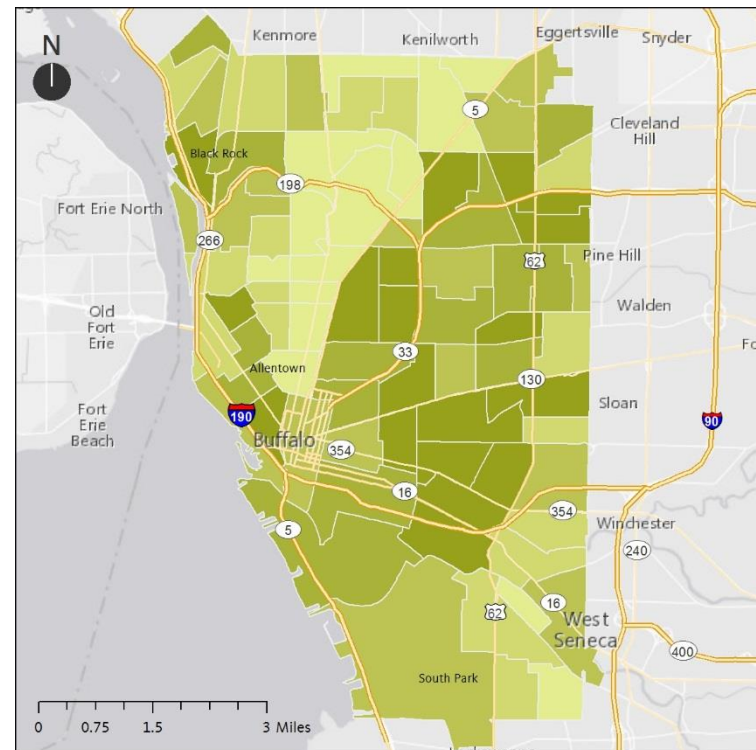 N
Kenmore
Kenilworth
Eggertsville
Snyder
5
Cleveland
Hill
Black Rock
198
Fort Erie North
266
62
Pine Hill
Old
Fort
Erie
Walden
33
Allentown
130
Fort
Erie
Beach
190
Sloan
90
Buffalo
354
16
5
354
Winchester
240
62
16
West
Seneca
400
South Park
0 0.75 1.5 3 Miles